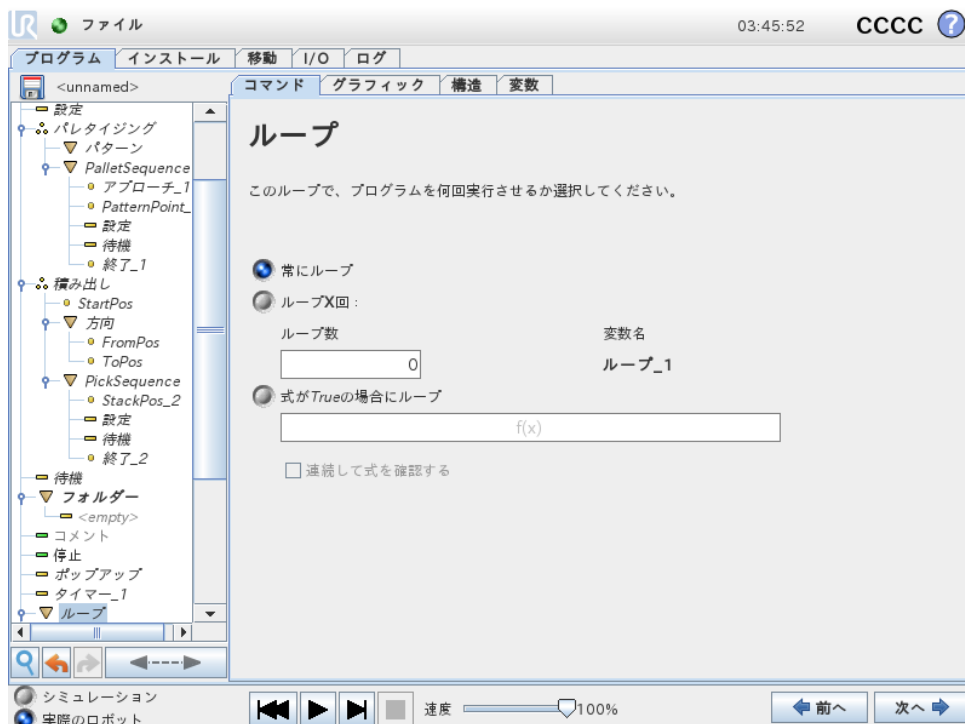 UR ファイル 03:45:52 CCCC ?
プログラム インストール 移動 I/O ログ
<unnamed>
コマンド グラフィック 構造 変数
設定
パレタイジング
パターン
PalletSequence
アプローチ_1
PatternPoint_
設定
待機
終了_1
積み出し
StartPos
方向
FromPos
ToPos
PickSequence
StackPos_2
設定
待機
終了_2
待機
フォルダー
<empty>
コメント
停止
ポップアップ
タイマー_1
ループ
ループ
このループで、プログラムを何回実行させるか選択してください。
常にループ
ループX回：
ループ数 変数名
0 ループ_1
式がTrueの場合にループ
f(x)
連続して式を確認する
シミュレーション
実際のロボット
速度 100%
前へ 次へ